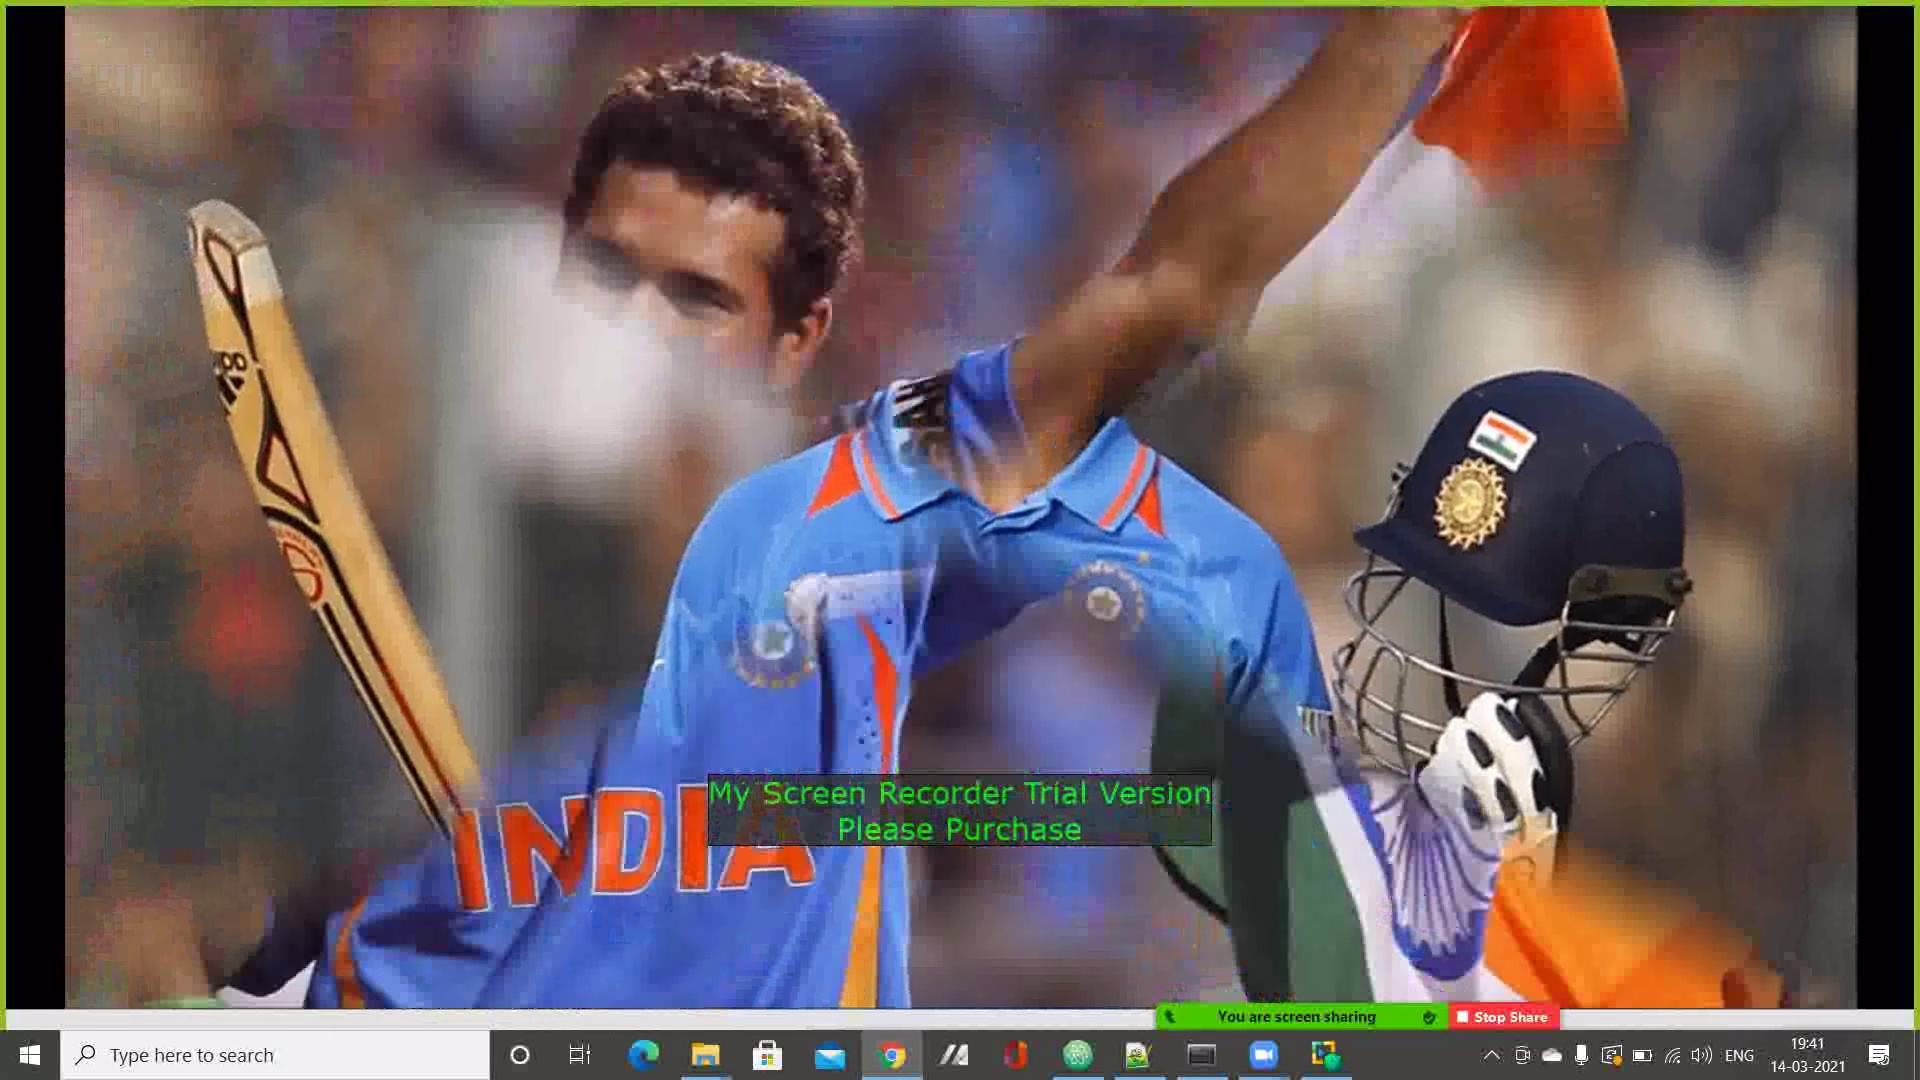 INDIA
My Screen Recorder Trial Version
Please Purchase
You are screen sharing
Stop Share
Type here to search
ENG
19:41
14-03-2021